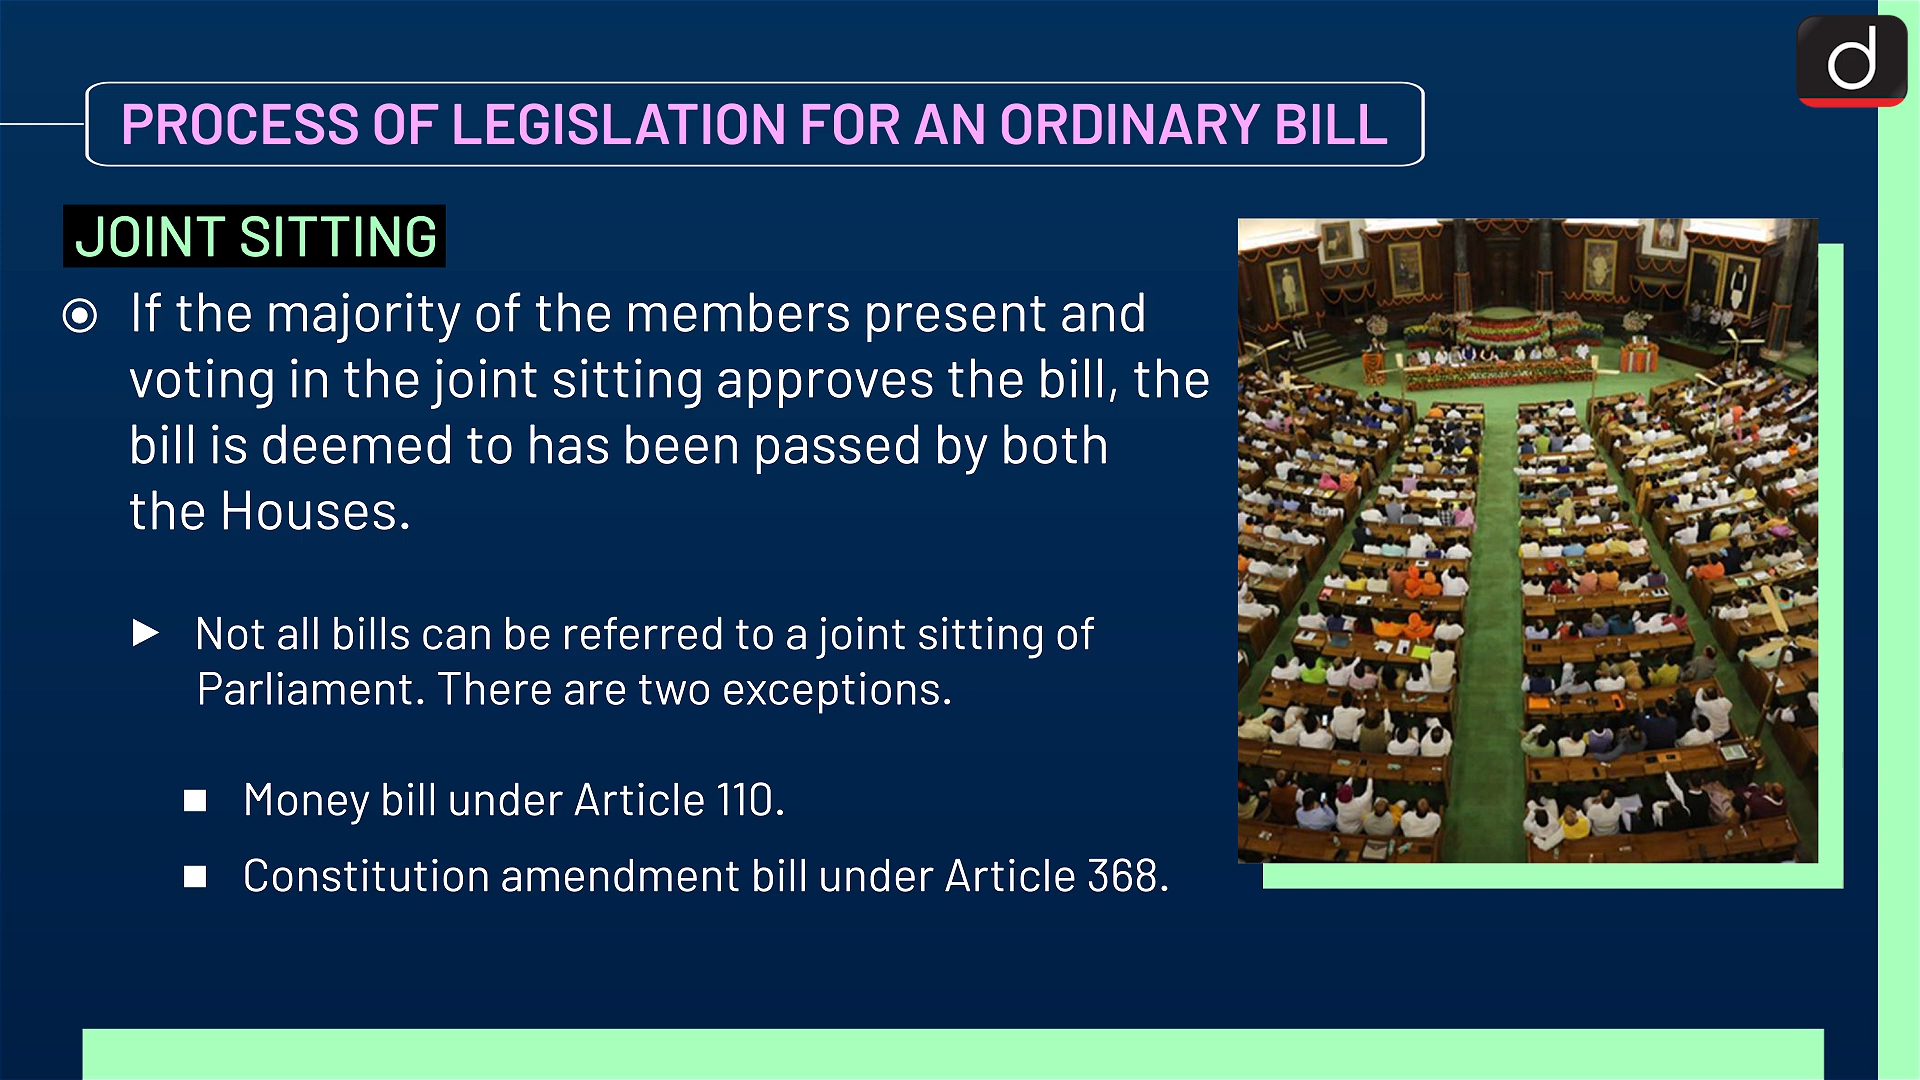 d
PROCESS OF LEGISLATION FOR AN ORDINARY BILL
JOINT SITTING
If the majority of the members present and
voting in the joint sitting approves the bill, the
bill is deemed to has been passed by both
the Houses.
Not all bills can be referred to a joint sitting of
Parliament. There are two exceptions.
Money bill under Article 110.
Constitution amendment bill under Article 368.